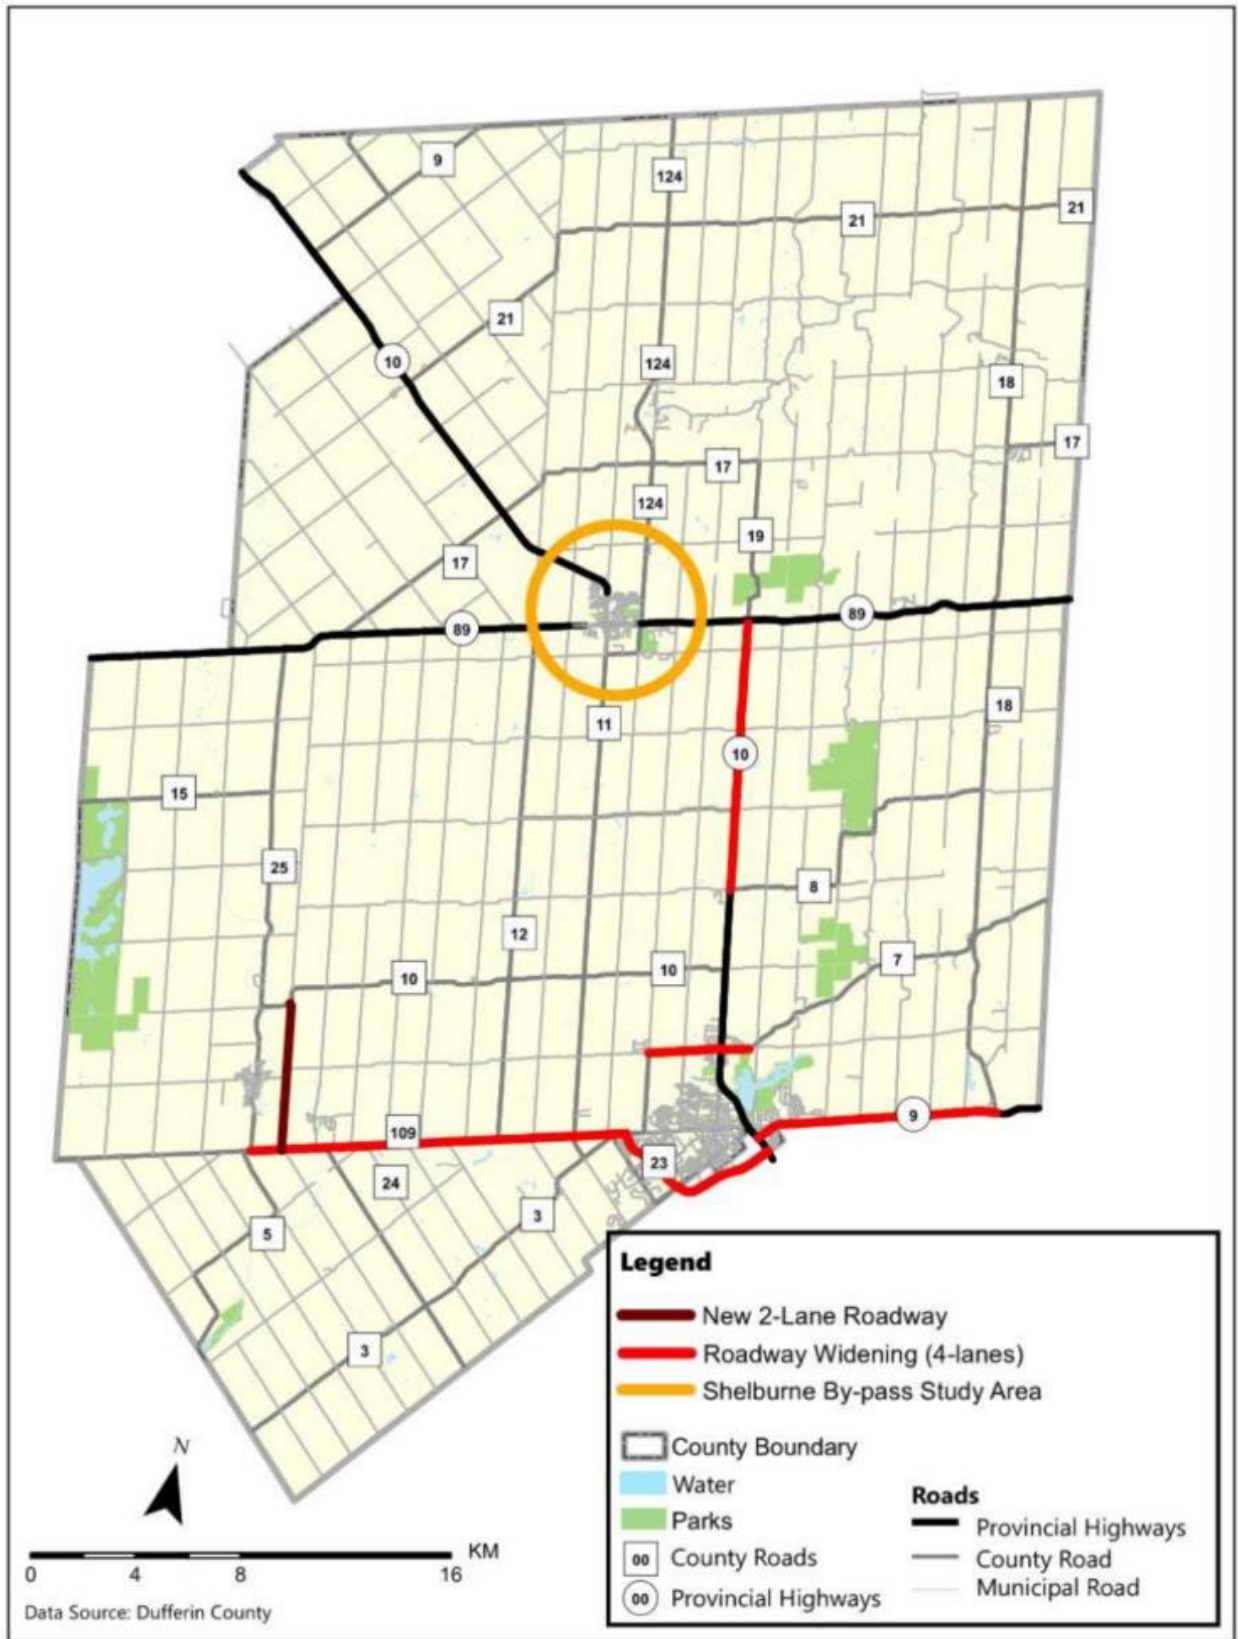 9
124
21
21
21
10
124
18
17
17
124
19
17
89
89
11
18
10
15
25
8
12
7
10
10
109
9
23
24
5
3
3
Legend
New 2-Lane Roadway
Roadway Widening (4-lanes)
Shelburne By-pass Study Area
County Boundary
Water
Parks
00 County Roads
00 Provincial Highways
Roads
Provincial Highways
County Road
Municipal Road
N
KM
0 4 8 16
Data Source: Dufferin County